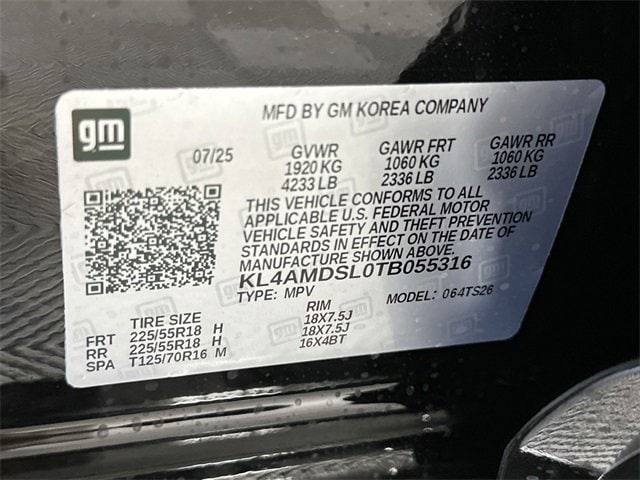 gm
MFD BY GM KOREA COMPANY
07/25 GVWR GAWR FRT GAWR RR
1920 KG 1060 KG 1060 KG
4233 LB 2336 LB 2336 LB
THIS VEHICLE CONFORMS TO ALL
APPLICABLE U.S. FEDERAL MOTOR
VEHICLE SAFETY AND THEFT PREVENTION
STANDARDS IN EFFECT ON THE DATE OF
MANUFACTURE SHOWN ABOVE.
KL4AMDSL0TB055316
TYPE: MPV MODEL: 064TS26
TIRE SIZE RIM
FRT 225/55R18 H 18X7.5J
RR 225/55R18 H 18X7.5J
SPA T125/70R16 M 16X4BT